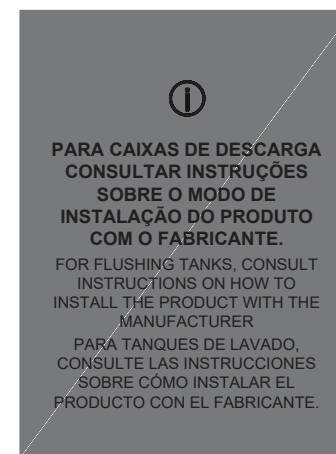 PARA CAIXAS DE DESCARGA
CONSULTAR INSTRUÇÕES
SOBRE O MODO DE
INSTALAÇÃO DO PRODUTO
COM O FABRICANTE.
FOR FLUSHING TANKS, CONSULT
INSTRUCTIONS ON HOW TO
INSTALL THE PRODUCT WITH THE
MANUFACTURER
PARA TANQUES DE LAVADO,
CONSULTE LAS INSTRUCCIONES
SOBRE CÓMO INSTALAR EL
PRODUCTO CON EL FABRICANTE.